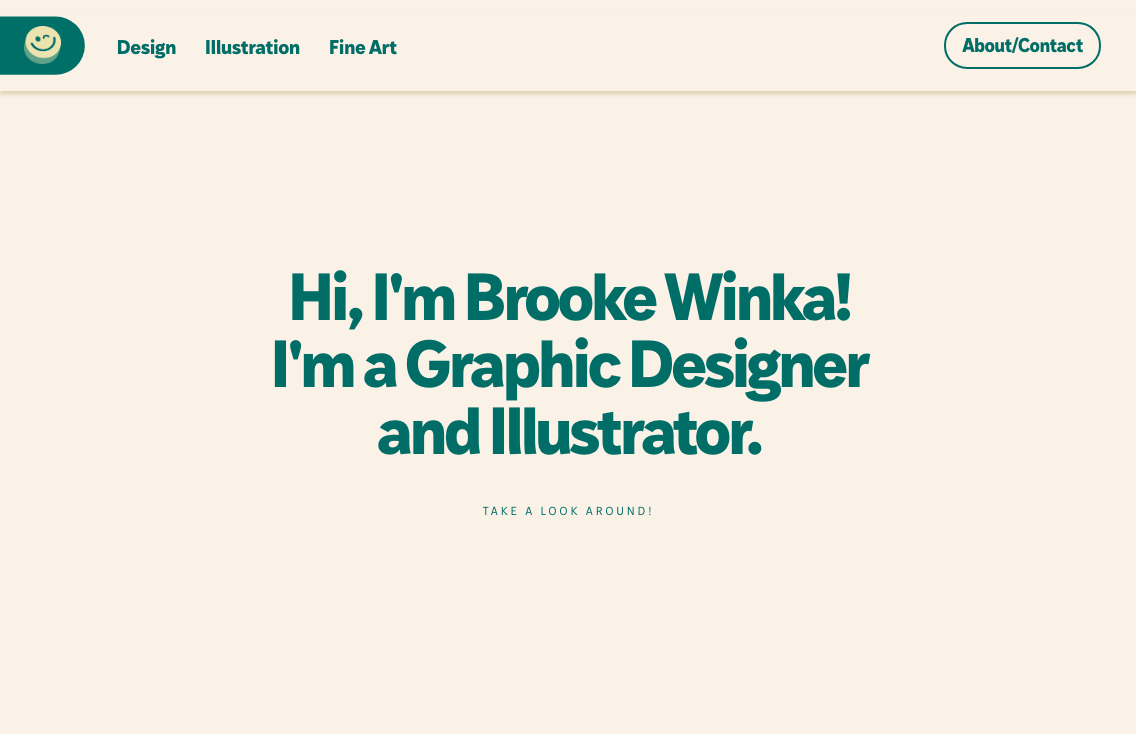 Design
Illustration
Fine Art
About/Contact
Hi, I'm Brooke Winka!
I'm a Graphic Designer
and Illustrator.
TAKE A LOOK AROUND!